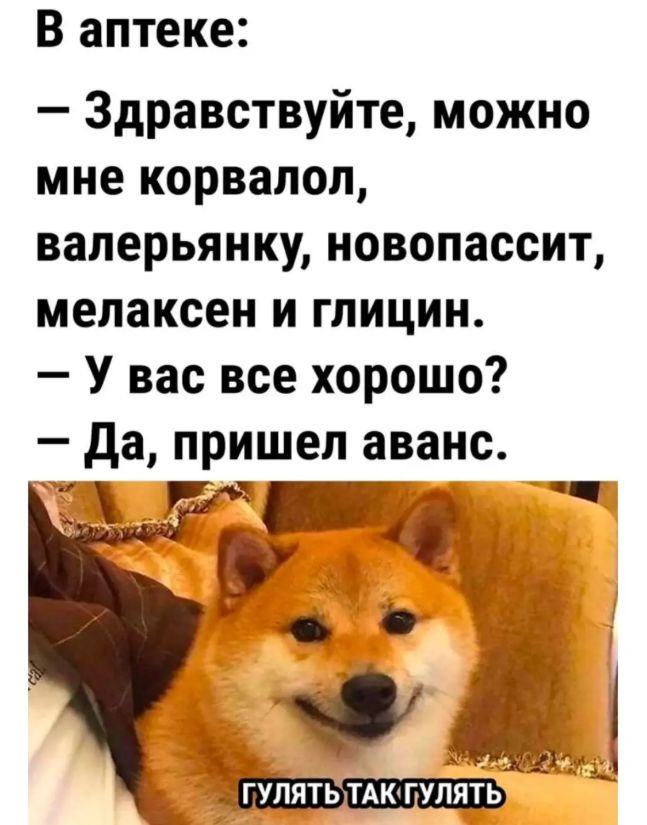 В аптеке:
– Здравствуйте, можно
мне корвалол,
валерьянку, новопассит,
мелаксен и глицин.
– У вас все хорошо?
– Да, пришел аванс.
ГУЛЯТЬ ТАК ГУЛЯТЬ